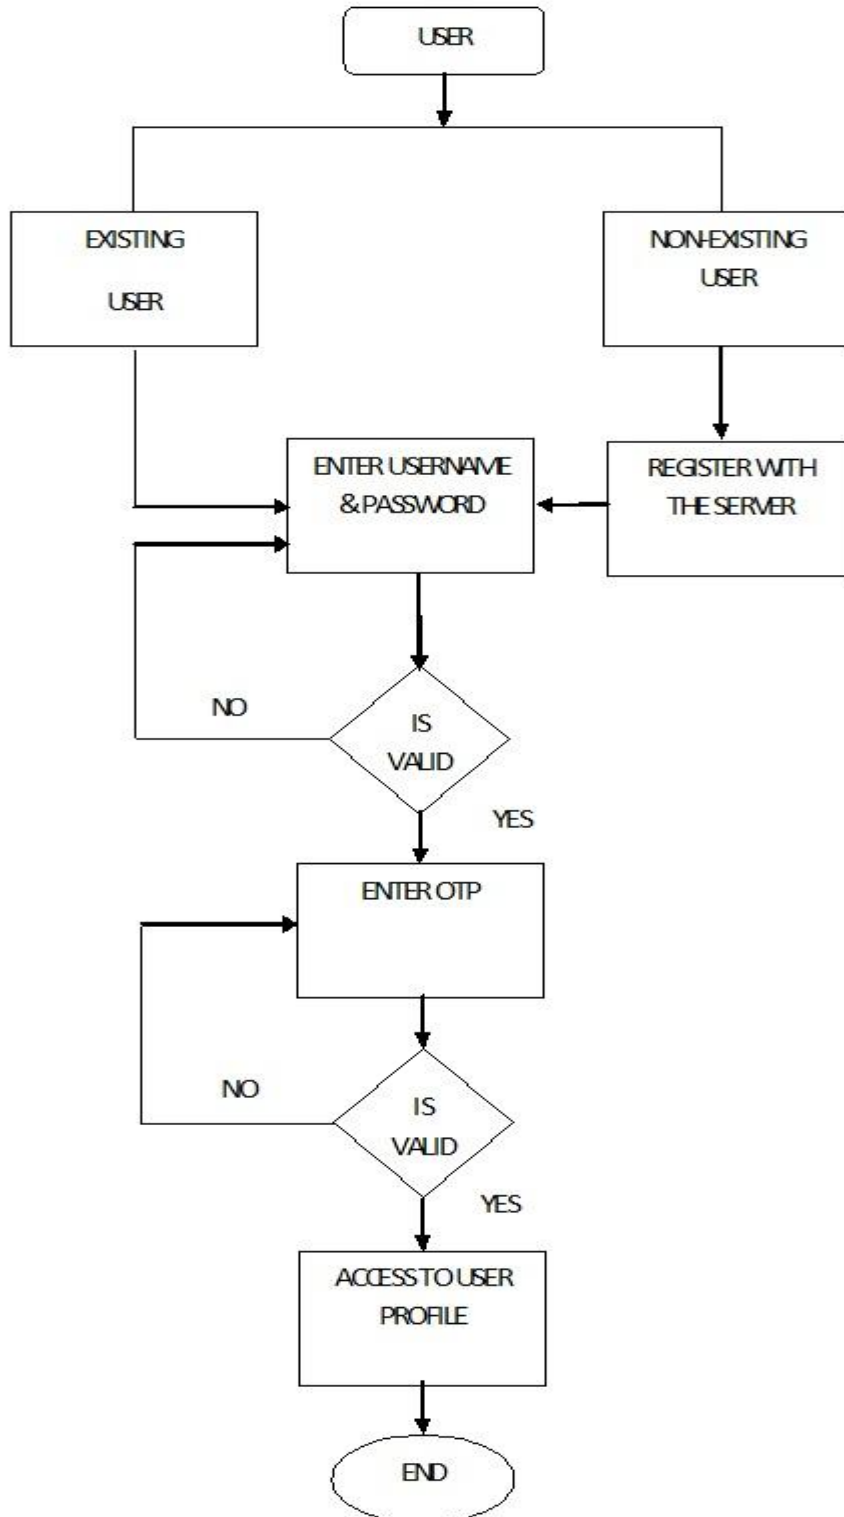 USER
EXISTING
USER
NON-EXISTING
USER
ENTER USERNAME
& PASSWORD
REGISTER WITH
THE SERVER
NO
IS
VALID
YES
ENTER OTP
NO
IS
VALID
YES
ACCESS TO USER
PROFILE
END